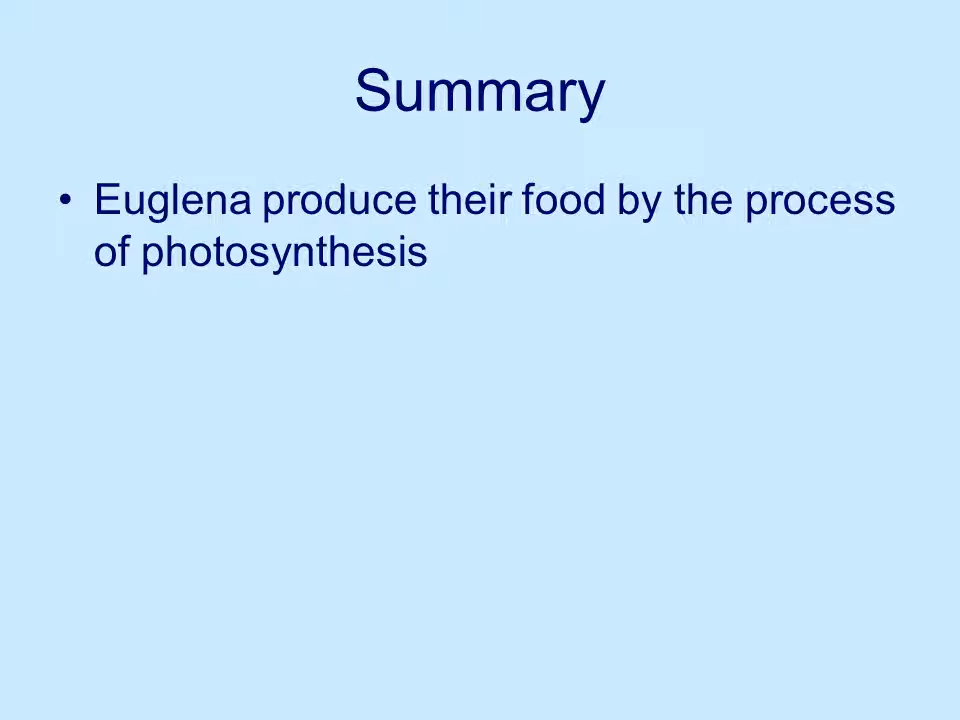 Summary
• Euglena produce their food by the process
of photosynthesis